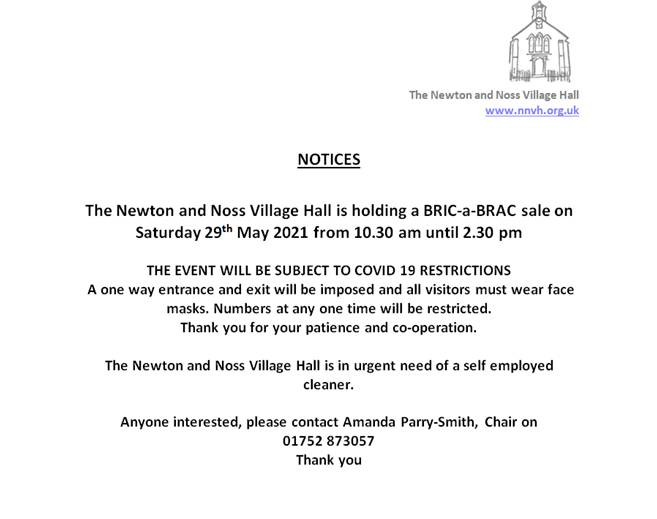 The Newton and Noss Village Hall
www.nnvh.org.uk
NOTICES
The Newton and Noss Village Hall is holding a BRIC-a-BRAC sale on
Saturday 29th May 2021 from 10.30 am until 2.30 pm
THE EVENT WILL BE SUBJECT TO COVID 19 RESTRICTIONS
A one way entrance and exit will be imposed and all visitors must wear face
masks. Numbers at any one time will be restricted.
Thank you for your patience and co-operation.
The Newton and Noss Village Hall is in urgent need of a self employed
cleaner.
Anyone interested, please contact Amanda Parry-Smith, Chair on
01752 873057
Thank you